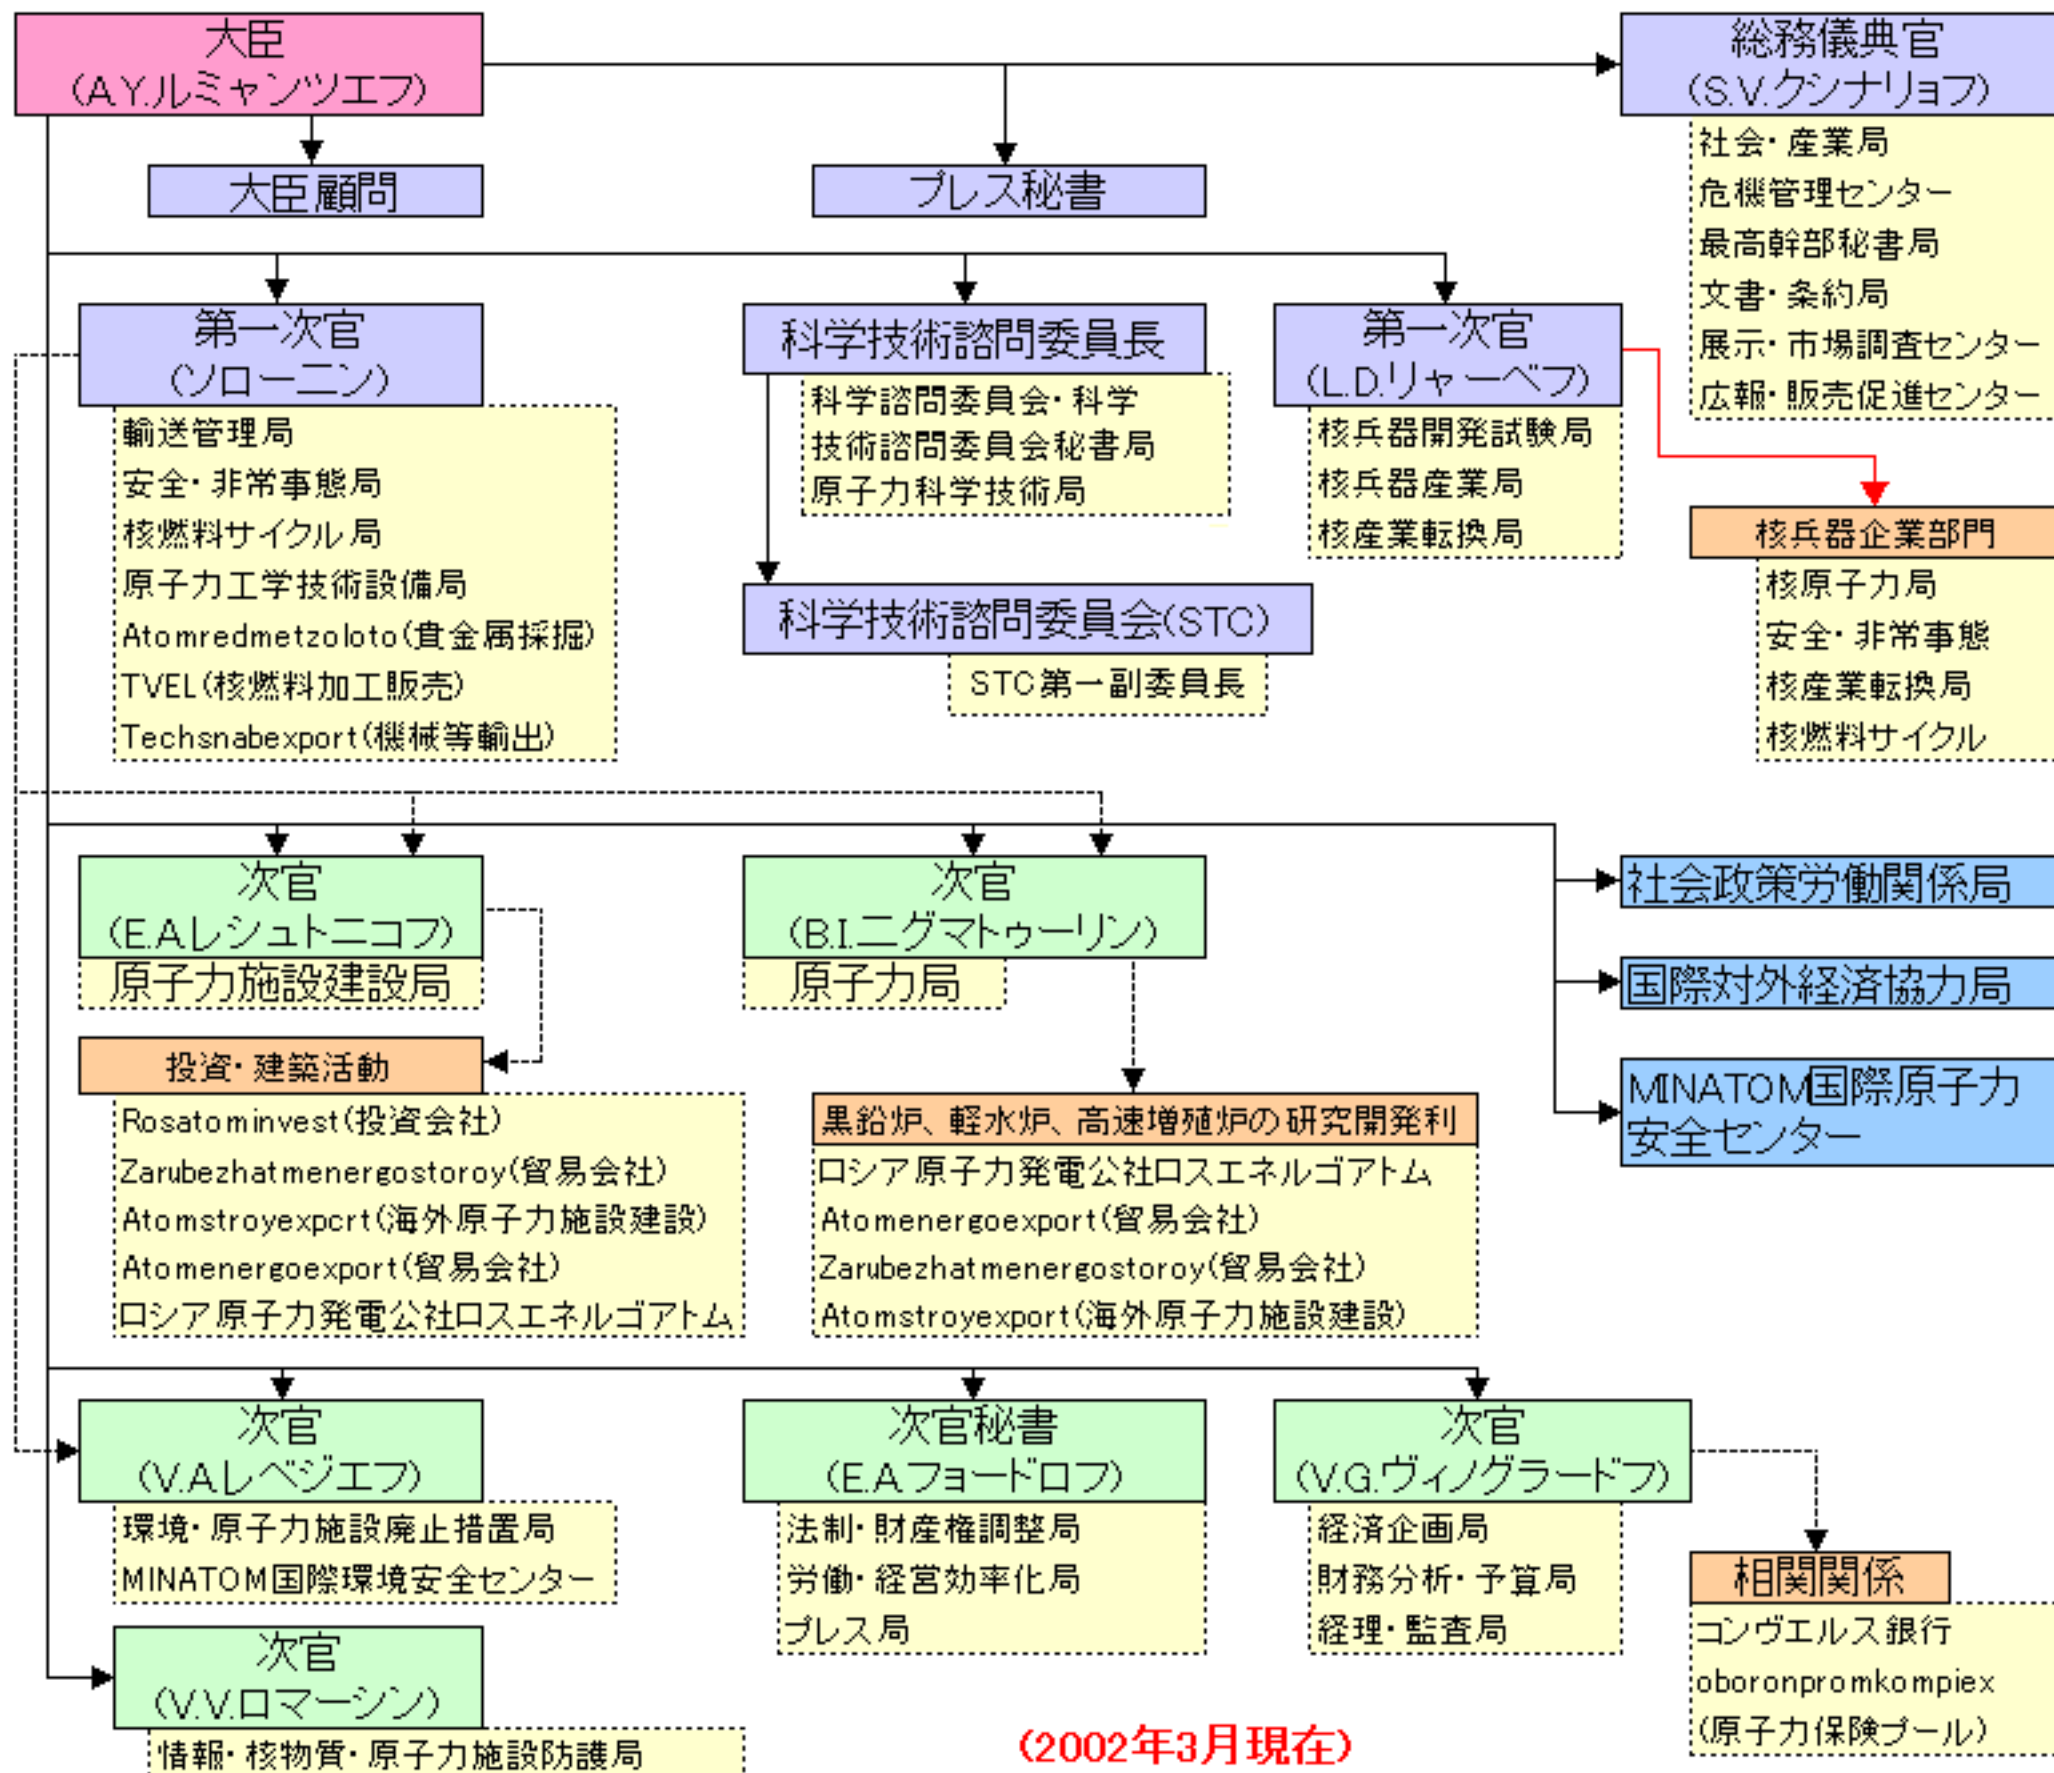 大臣
(A.Y.ルミャンツエフ)
総務儀典官
(S.V.クシナリョフ)
社会・産業局
危機管理センター
最高幹部秘書局
文書・条約局
展示・市場調査センター
広報・販売促進センター
大臣顧問
プレス秘書
第一次官
(ソローニン)
輸送管理局
安全・非常事態局
核燃料サイクル局
原子力工学技術設備局
Atomredmetzoloto(貴金属採掘)
TVEL(核燃料加工販売)
Techsnabexport(機械等輸出)
科学技術諮問委員長
科学諮問委員会・科学
技術諮問委員会秘書局
原子力科学技術局
科学技術諮問委員会(STC)
STC第一副委員長
第一次官
(L.D.リャーベフ)
核兵器開発試験局
核兵器産業局
核産業転換局
核兵器企業部門
核原子力局
安全・非常事態
核産業転換局
核燃料サイクル
次官
(E.A.レシュトニコフ)
原子力施設建設局
投資・建築活動
Rosatominvest(投資会社)
Zarubezhatmenergostoroy(貿易会社)
Atomstroyexpcrt(海外原子力施設建設)
Atomenergoexport(貿易会社)
ロシア原子力発電公社ロスエネルゴアトム
次官
(B.I.ニグマトゥーリン)
原子力局
黒鉛炉、軽水炉、高速増殖炉の研究開発利
ロシア原子力発電公社ロスエネルゴアトム
Atomenergoexport(貿易会社)
Zarubezhatmenergostoroy(貿易会社)
Atomstroyexport(海外原子力施設建設)
社会政策労働関係局
国際対外経済協力局
MINATOM国際原子力
安全センター
次官
(V.A.レベジエフ)
環境・原子力施設廃止措置局
MINATOM国際環境安全センター
次官秘書
(E.A.フョードロフ)
法制・財産権調整局
労働・経営効率化局
プレス局
次官
(V.G.ヴィノグラードフ)
経済企画局
財務分析・予算局
経理・監査局
相関関係
コンヴエルス銀行
oboronpromkompiex
(原子力保険プール)
次官
(V.V.ロマーシン)
情報・核物質・原子力施設防護局
(2002年3月現在)